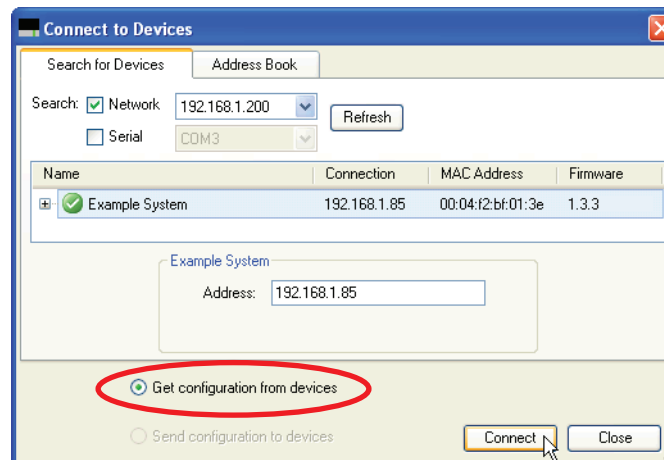 Connect to Devices
Search for Devices Address Book
Search: Network 192.168.1.200 Refresh
Serial COM3
Name Connection MAC Address Firmware
Example System 192.168.1.85 00:04:f2:bf:01:3e 1.3.3
Example System
Address: 192.168.1.85
Get configuration from devices
Send configuration to devices
Connect Close